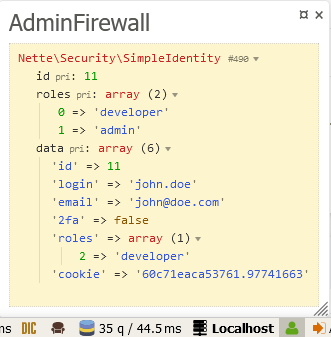 AdminFirewall
Nette\Security\SimpleIdentity #490
id pri: 11
roles pri: array (2)
0 => 'developer'
1 => 'admin'
data pri: array (6)
'id' => 11
'login' => 'john.doe'
'email' => 'john@doe.com'
'2fa' => false
'roles' => array (1)
2 => 'developer'
'cookie' => '60c71eaca53761.97741663'
ms DIC 35 q / 44.5 ms Localhost A